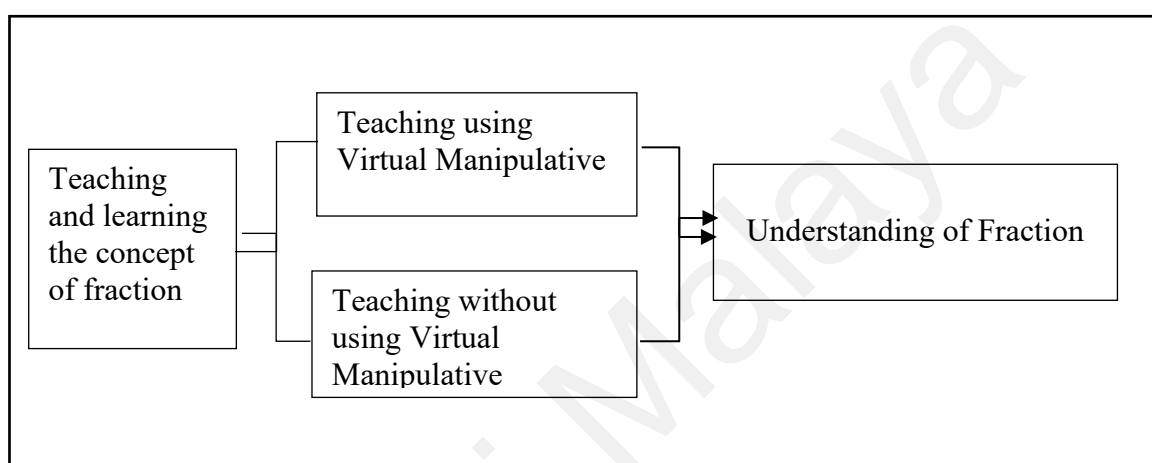 Teaching
and learning
the concept
of fraction
Teaching using
Virtual Manipulative
Teaching without
using Virtual
Manipulative
Understanding of Fraction
Malaya